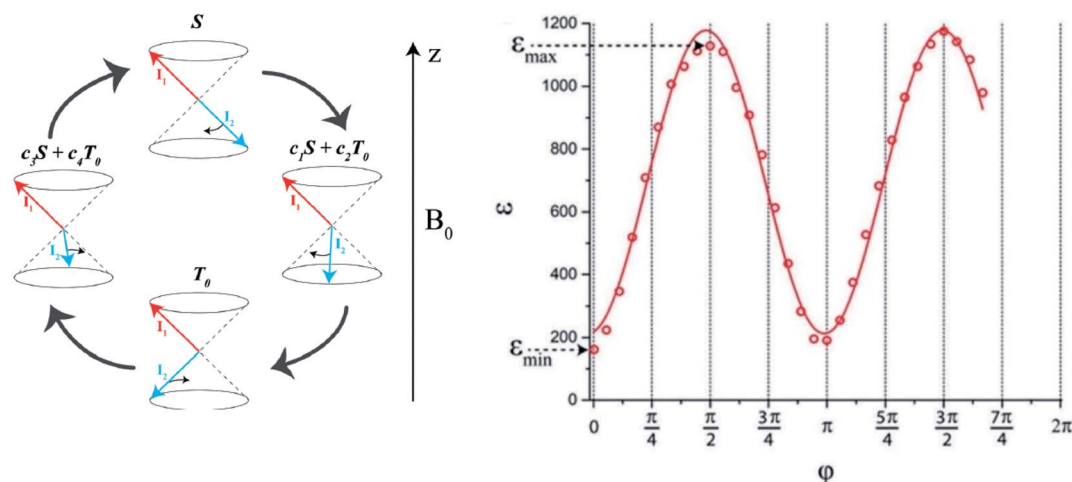 S
I₁
I₂
z
c₃S + c₄T₀
I₁
I₂
c₁S + c₂T₀
I₁
I₂
B₀
T₀
I₁
I₂
εmax
εmin
ε
1200
1000
800
600
400
200
0
0
π/4
π/2
3π/4
π
5π/4
3π/2
7π/4
2π
φ